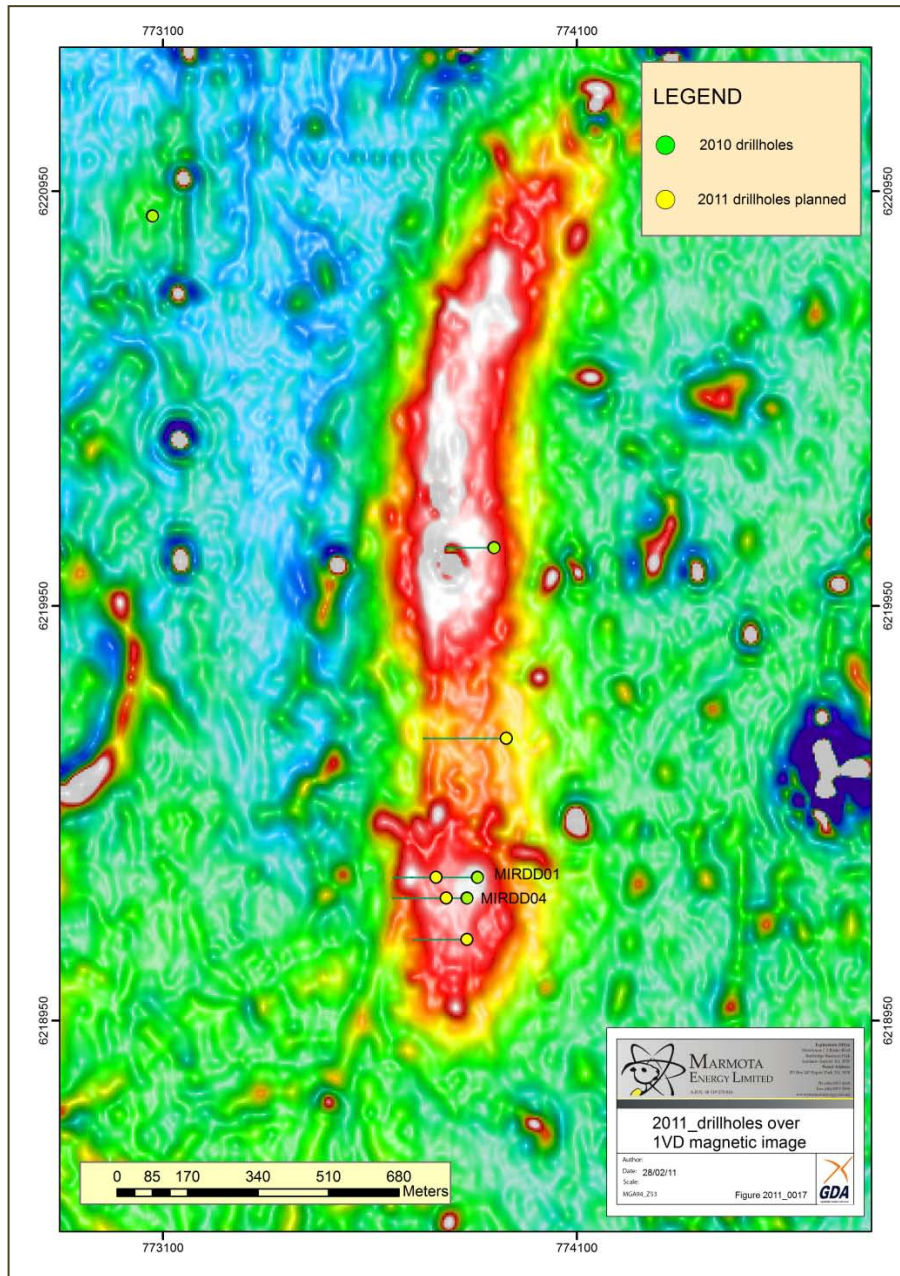 773100
774100
LEGEND
2010 drillholes
2011 drillholes planned
6220950
6220950
6219950
6219950
MIRDD01
MIRDD04
6218950
6218950
MARMOTA
ENERGY LIMITED
2011_drillholes over
1VD magnetic image
Author:
Date: 28/02/11
Scale:
MGA94_Z53
Figure 2011_0017
GDA
0 85 170 340 510 680
Meters
773100
774100